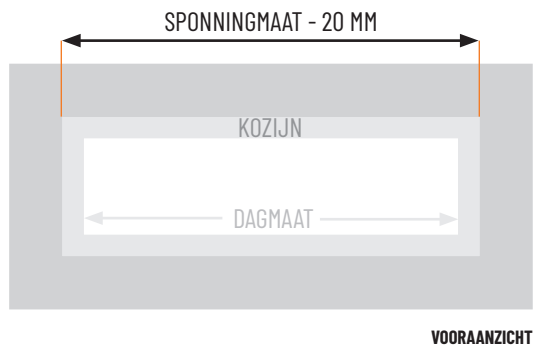 SPONNINGMAAT - 20 MM
KOZIJN
DAGMAAT
VOORAANZICHT